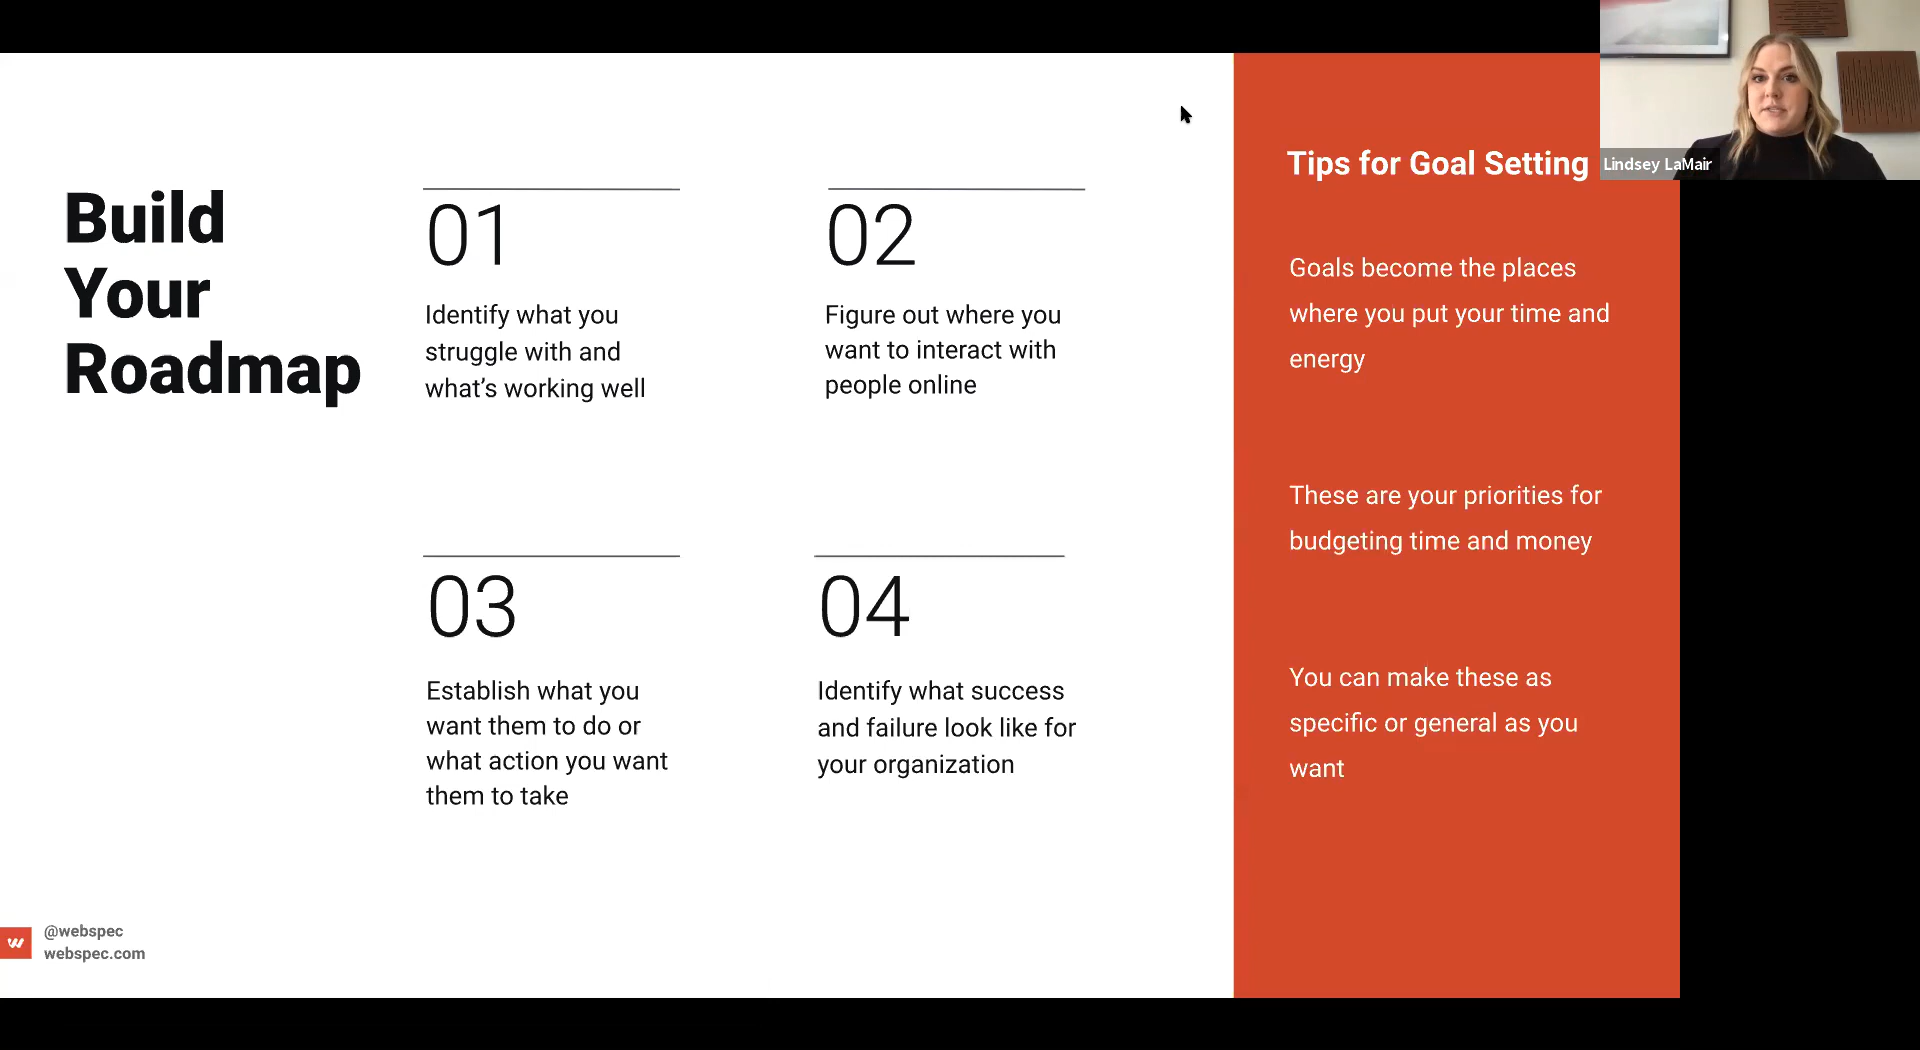 Build
Your
Roadmap
01
Identify what you
struggle with and
what’s working well
02
Figure out where you
want to interact with
people online
03
Establish what you
want them to do or
what action you want
them to take
04
Identify what success
and failure look like for
your organization
Tips for Goal Setting
Goals become the places
where you put your time and
energy
These are your priorities for
budgeting time and money
You can make these as
specific or general as you
want
Lindsey LaMair
@webspec
webspec.com